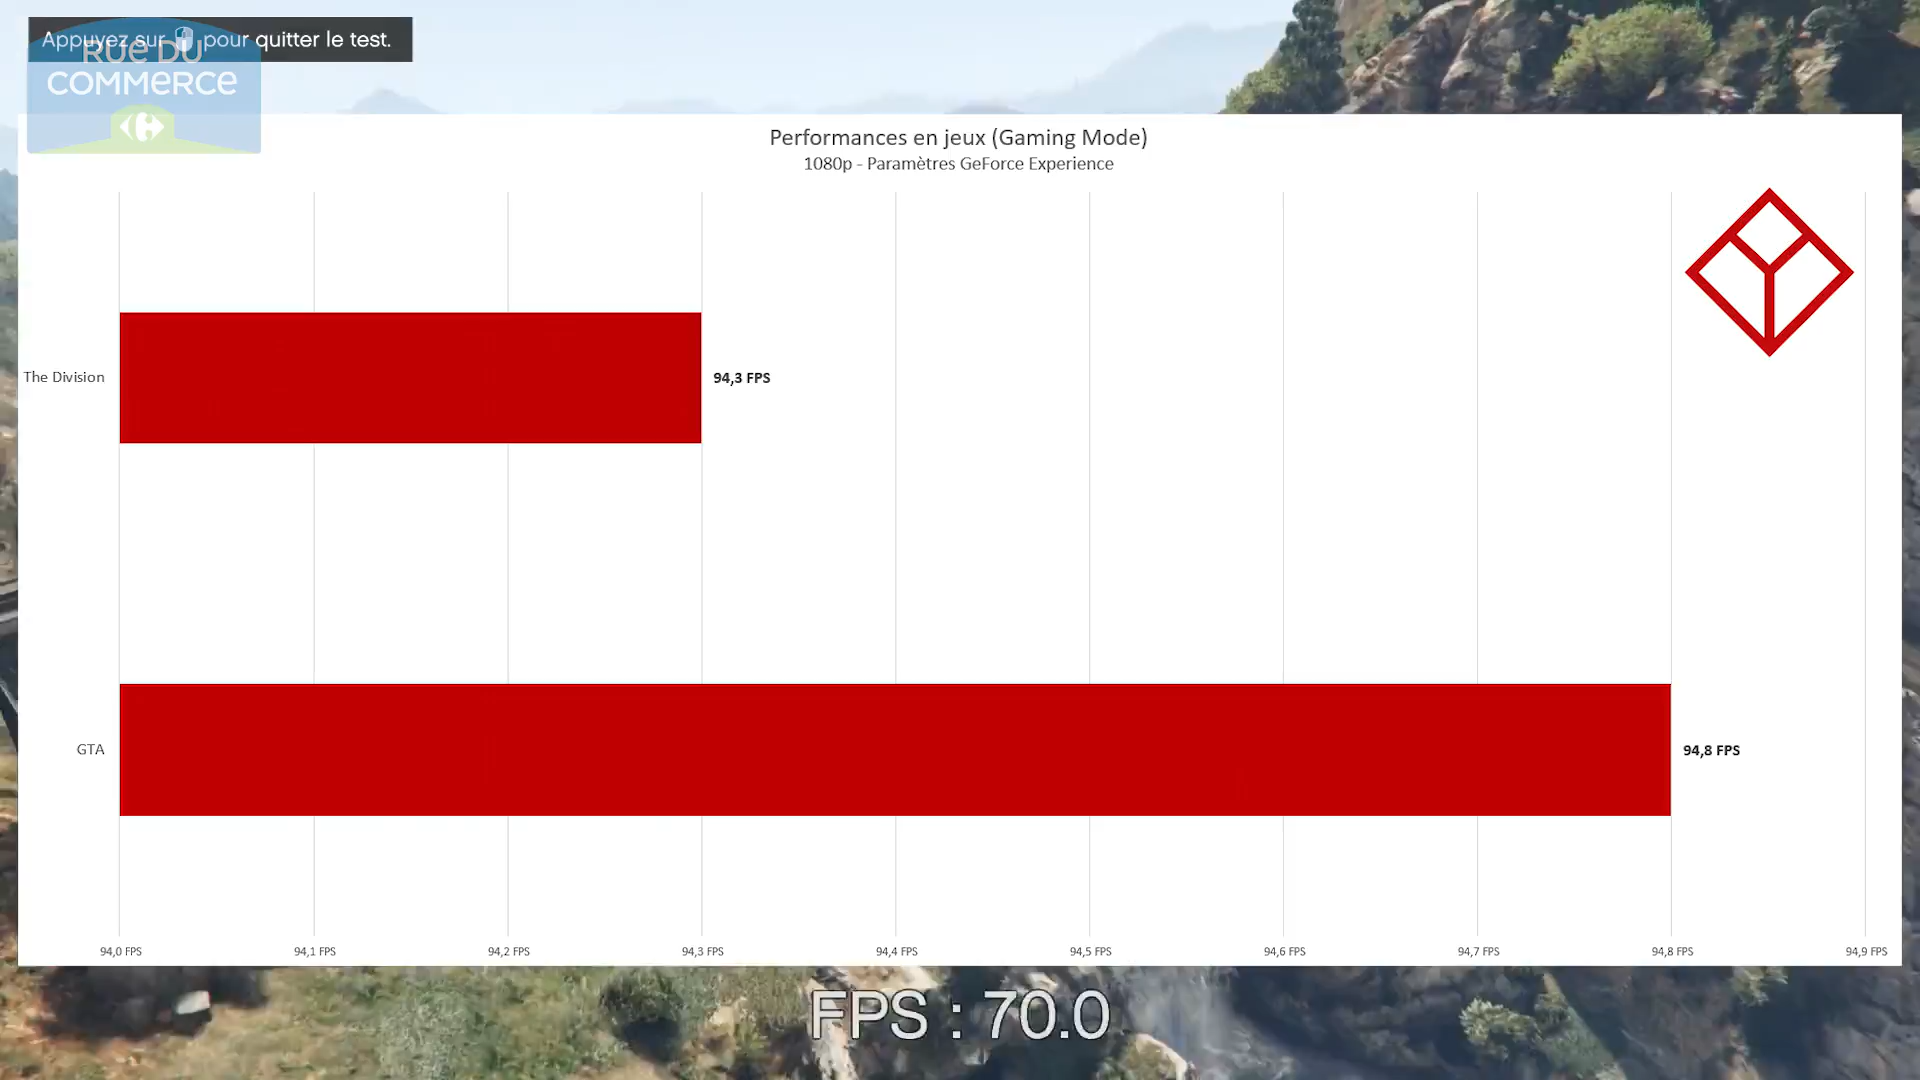 Appuyez sur pour quitter le test.
RUE DU
COMMERCE
Performances en jeux (Gaming Mode)
1080p - Paramètres GeForce Experience
The Division
94,3 FPS
GTA
94,8 FPS
94,0 FPS
94,1 FPS
94,2 FPS
94,3 FPS
94,4 FPS
94,5 FPS
94,6 FPS
94,7 FPS
94,8 FPS
94,9 FPS
FPS : 70.0